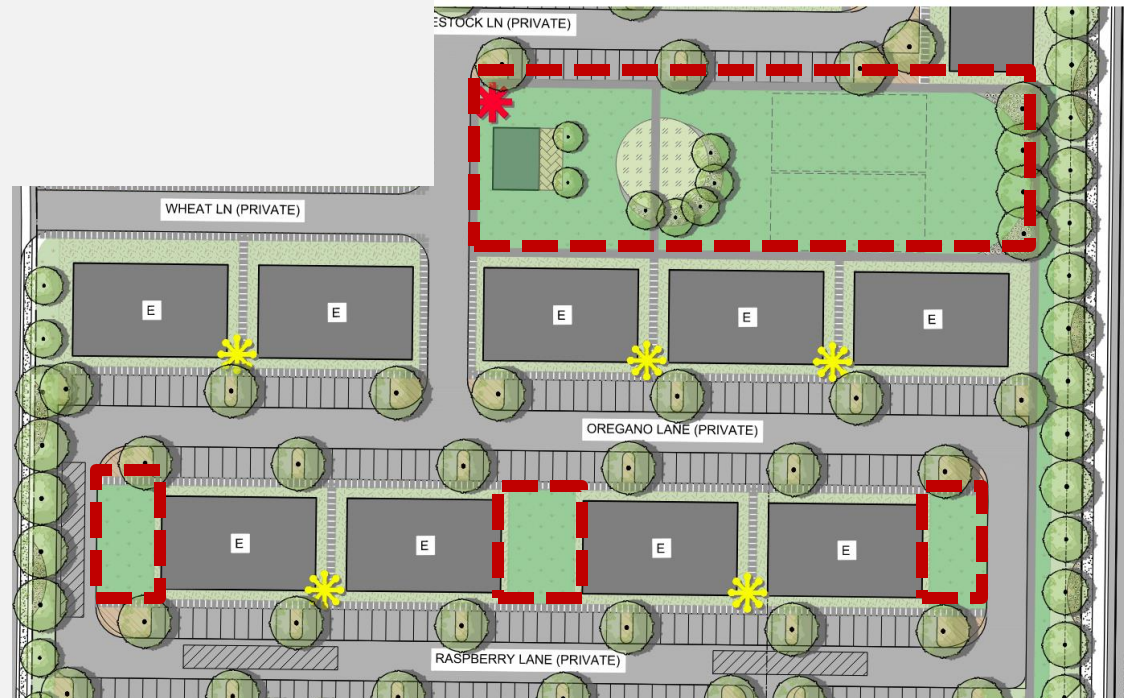 ESTOCK LN (PRIVATE)
WHEAT LN (PRIVATE)
E
E
E
E
E
OREGANO LANE (PRIVATE)
E
E
E
E
RASPBERRY LANE (PRIVATE)